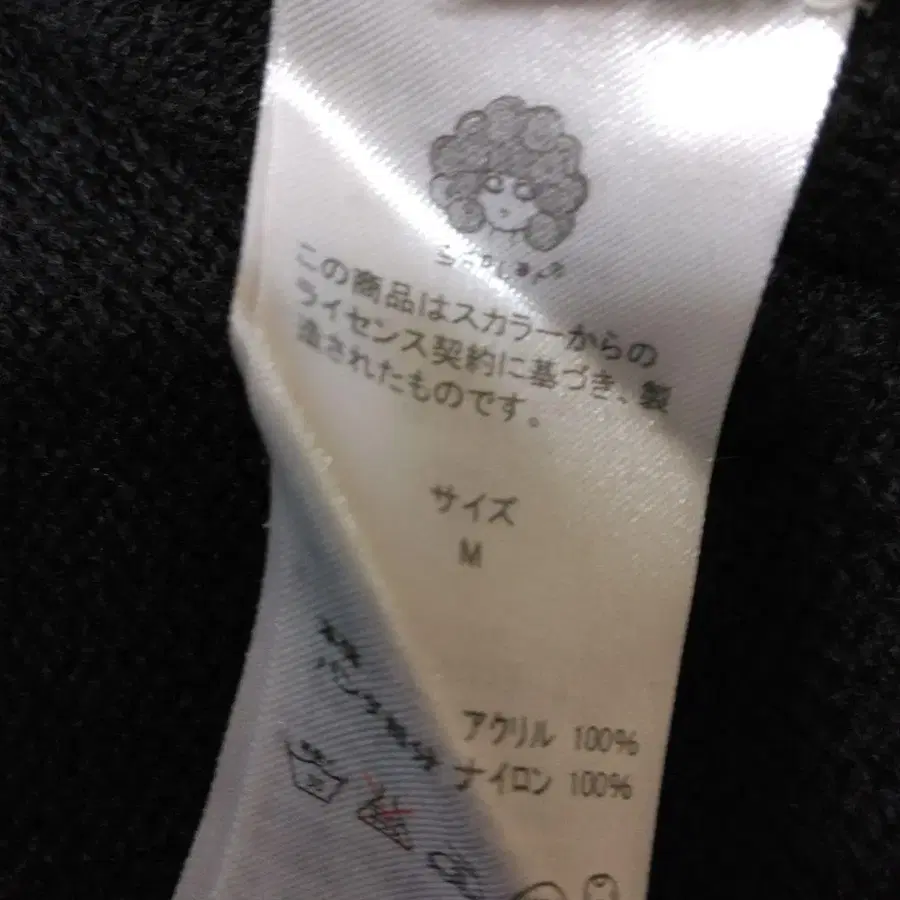 この商品はスカラーからの
ライセンス契約に基づき、製
造されたものです。
サイズ
M
アクリル 100%
ナイロン 100%